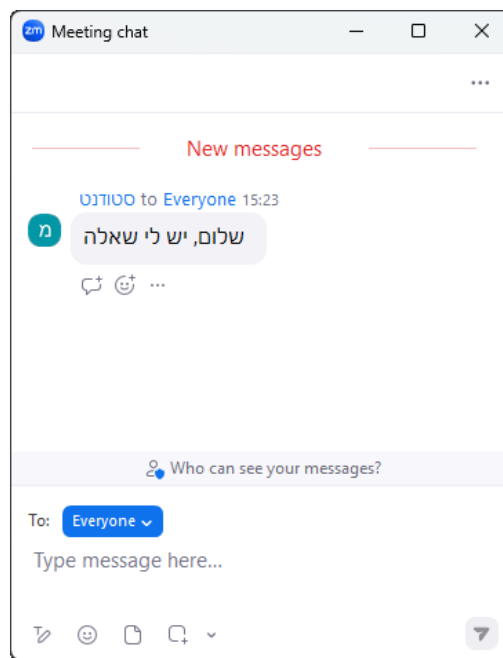 zm Meeting chat
...
New messages
סטודנט to Everyone 15:23
מ
שלום, יש לי שאלה
...
Who can see your messages?
To: Everyone
Type message here...